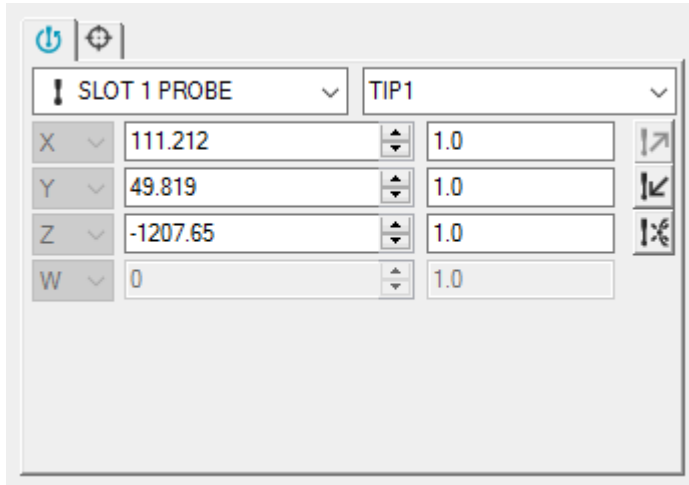 SLOT 1 PROBE TIP1
X 111.212 1.0
Y 49.819 1.0
Z -1207.65 1.0
W 0 1.0